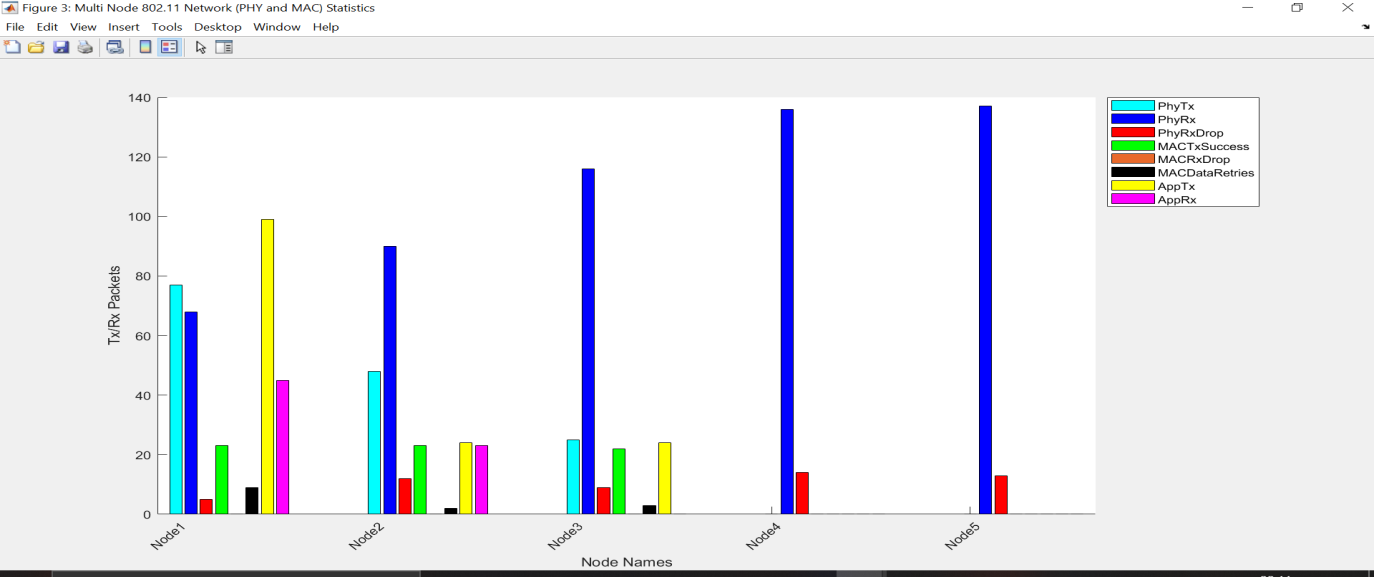 Figure 3: Multi Node 802.11 Network (PHY and MAC) Statistics
File Edit View Insert Tools Desktop Window Help
140
120
100
80
60
40
20
0
Tx/Rx Packets
Node1 Node2 Node3 Node4 Node5
Node Names
PhyTx
PhyRx
PhyRxDrop
MACTxSuccess
MACRxDrop
MACDataRetries
AppTx
AppRx